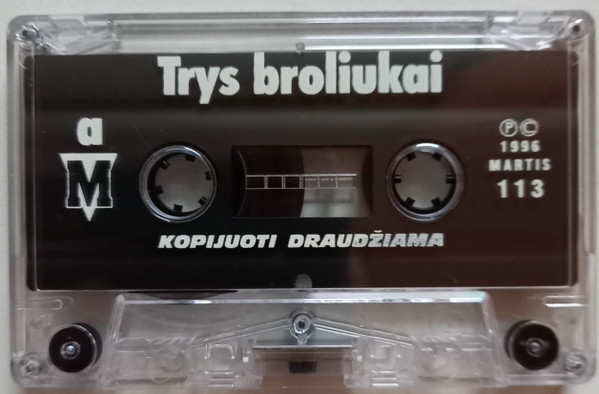 Trys broliukai
a
M
℗©
1996
MARTIS
113
KOPIJUOTI DRAUDŽIAMA